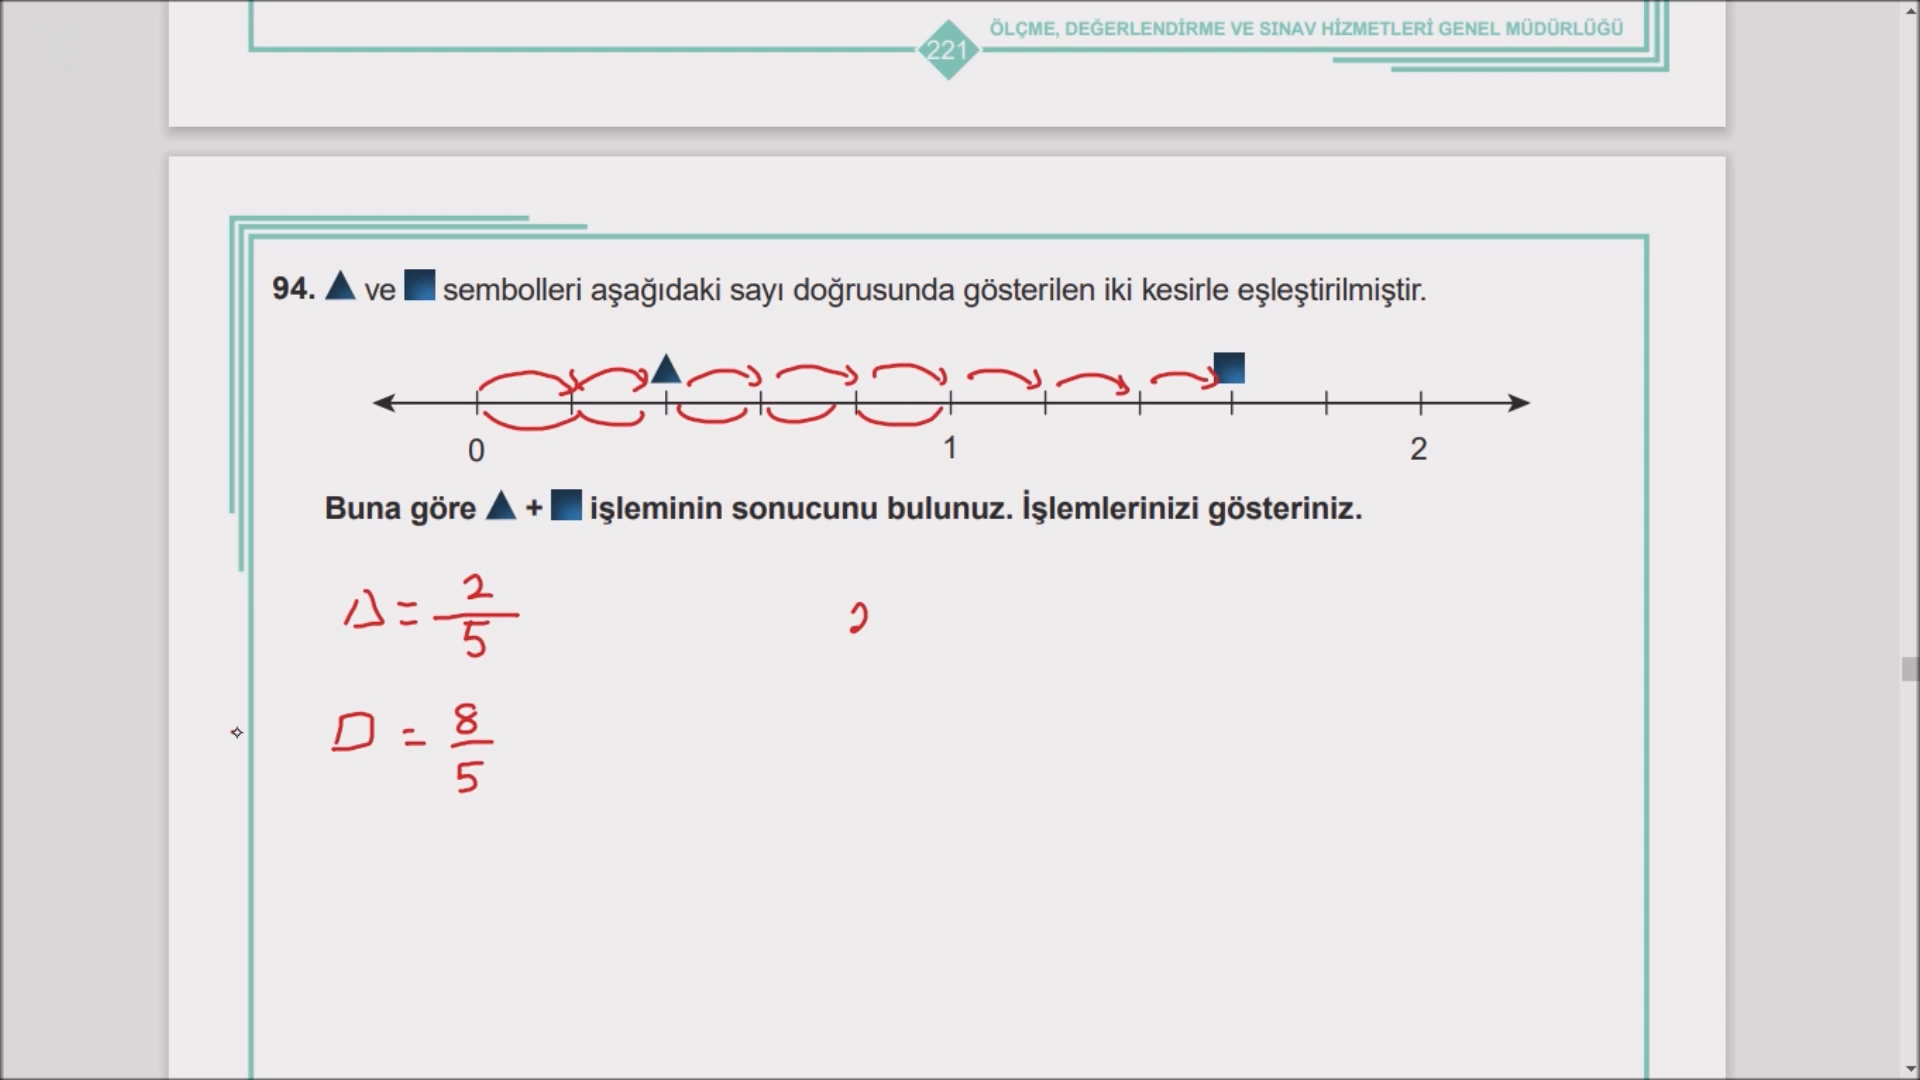 ÖLÇME, DEĞERLENDİRME VE SINAV HİZMETLERİ GENEL MÜDÜRLÜĞÜ
221
94. ▲ ve ■ sembolleri aşağıdaki sayı doğrusunda gösterilen iki kesirle eşleştirilmiştir.
0 1 2
Buna göre ▲ + ■ işleminin sonucunu bulunuz. İşlemlerinizi gösteriniz.
△ = 2/5
2
□ = 8/5